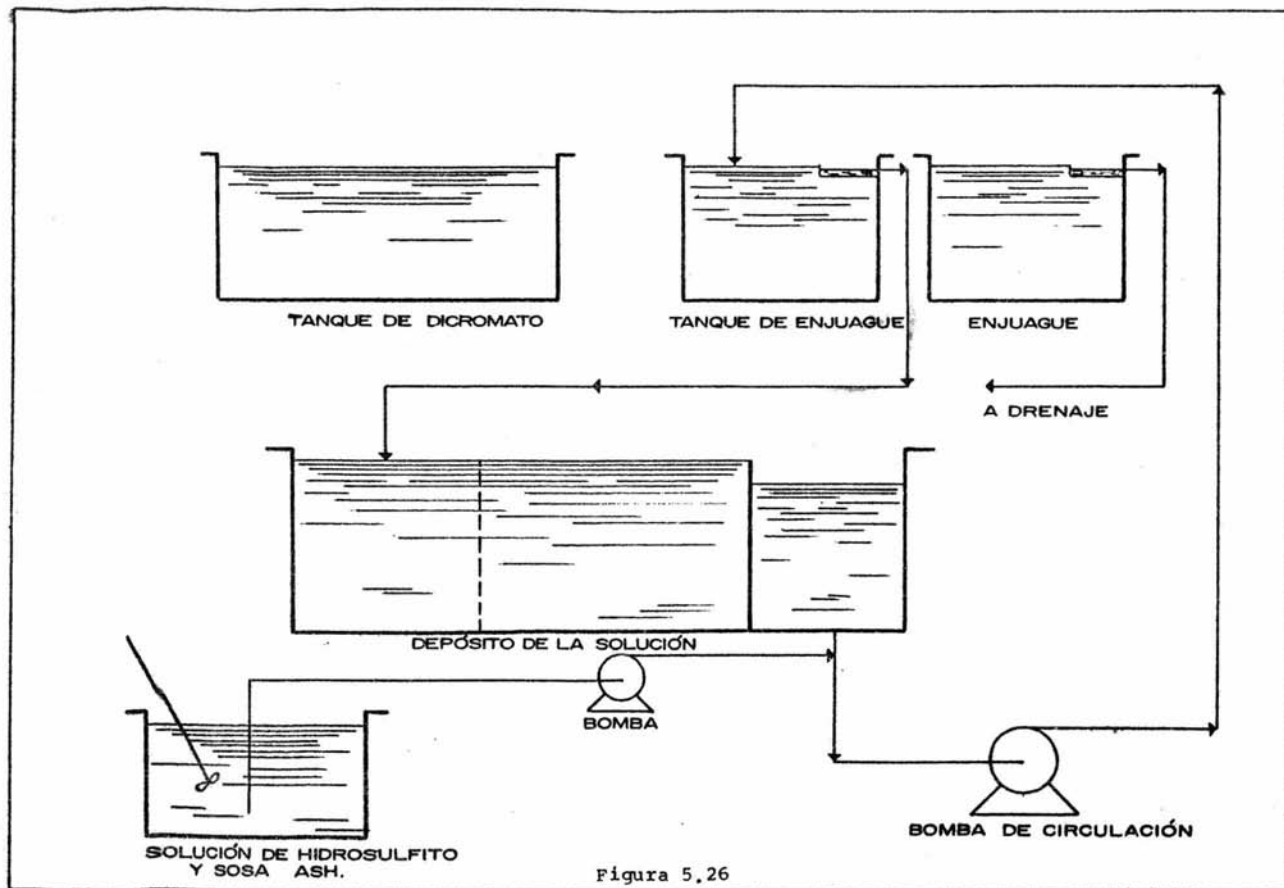 TANQUE DE DICROMATO
TANQUE DE ENJUAGUE
ENJUAGUE
A DRENAJE
DEPÓSITO DE LA SOLUCIÓN
BOMBA
BOMBA DE CIRCULACIÓN
SOLUCIÓN DE HIDROSULFITO
Y SOSA ASH.
Figura 5.26